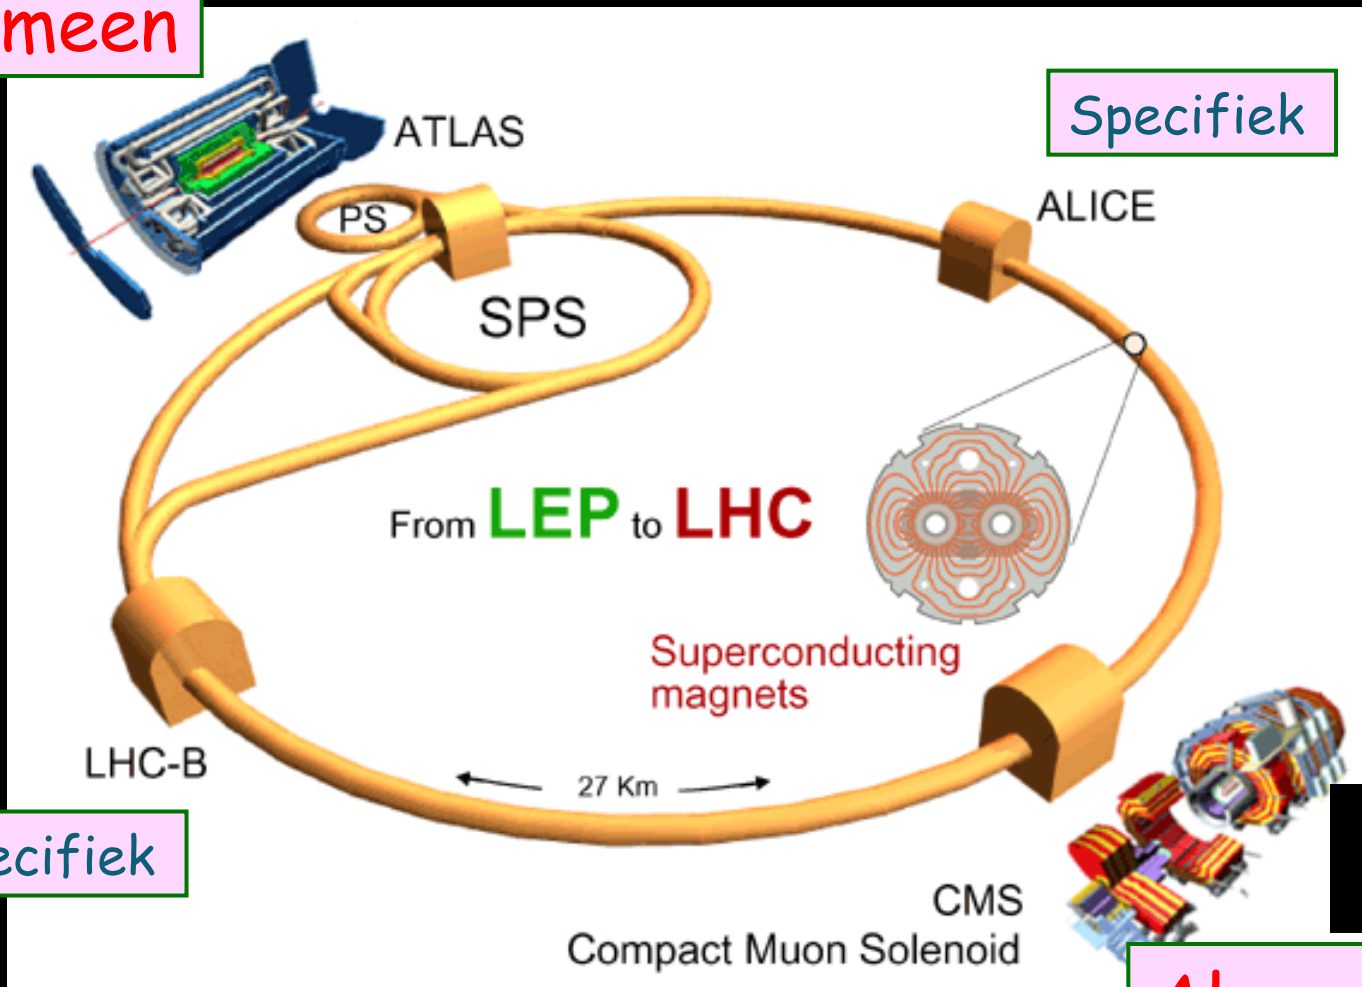 meen
Specifiek
ATLAS
ALICE
PS
SPS
From LEP to LHC
Superconducting
magnets
LHC-B
27 Km
ecifiek
CMS
Compact Muon Solenoid